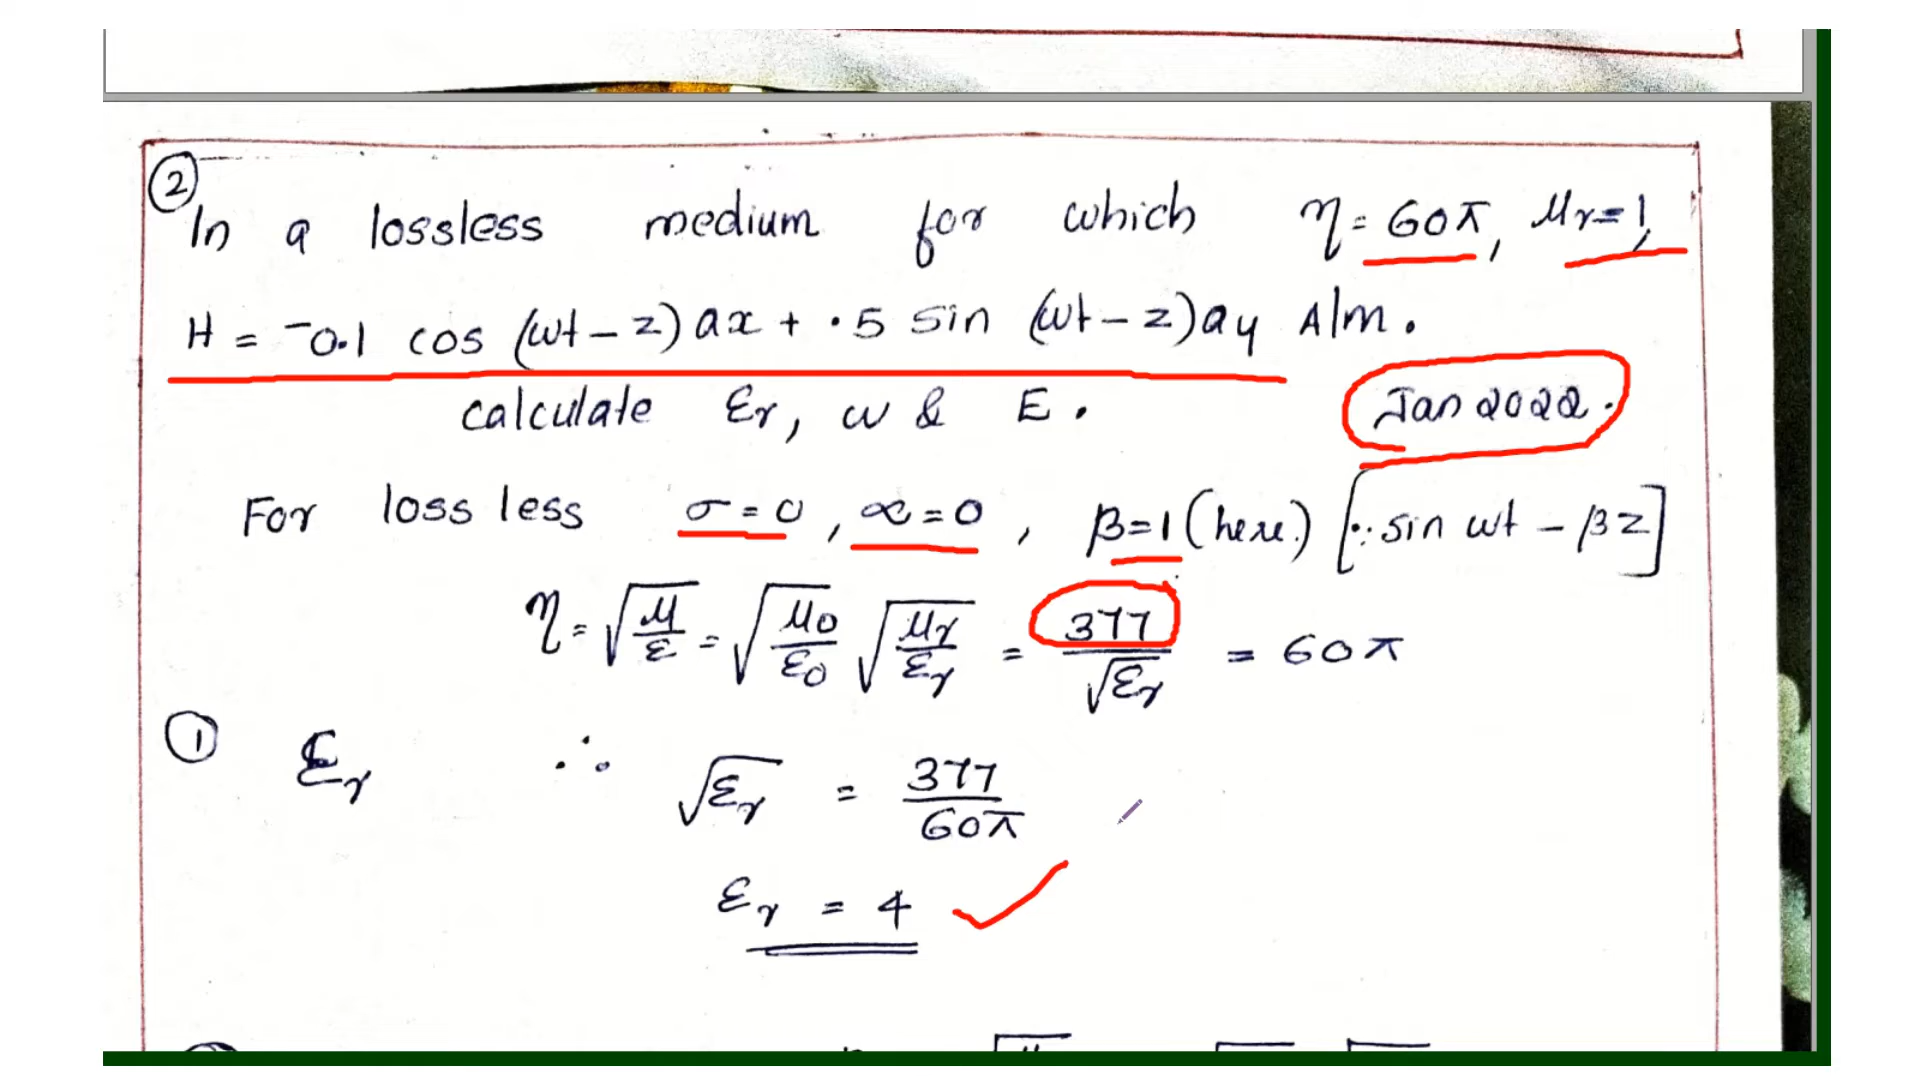 ②
In a lossless medium for which η = 60π, μr=1,
H = -0.1 cos (ωt - z) ax + .5 sin (ωt - z) ay A/m.
calculate Er, ω & E. Jan 2022.
For loss less σ = 0, α = 0, β=1 (here.) [∵ sin ωt - βz]
η = √μ/ε = √μ0/ε0 √μr/εr = 377/√εr = 60π
① Er ∴ √εr = 377/60π
εr = 4